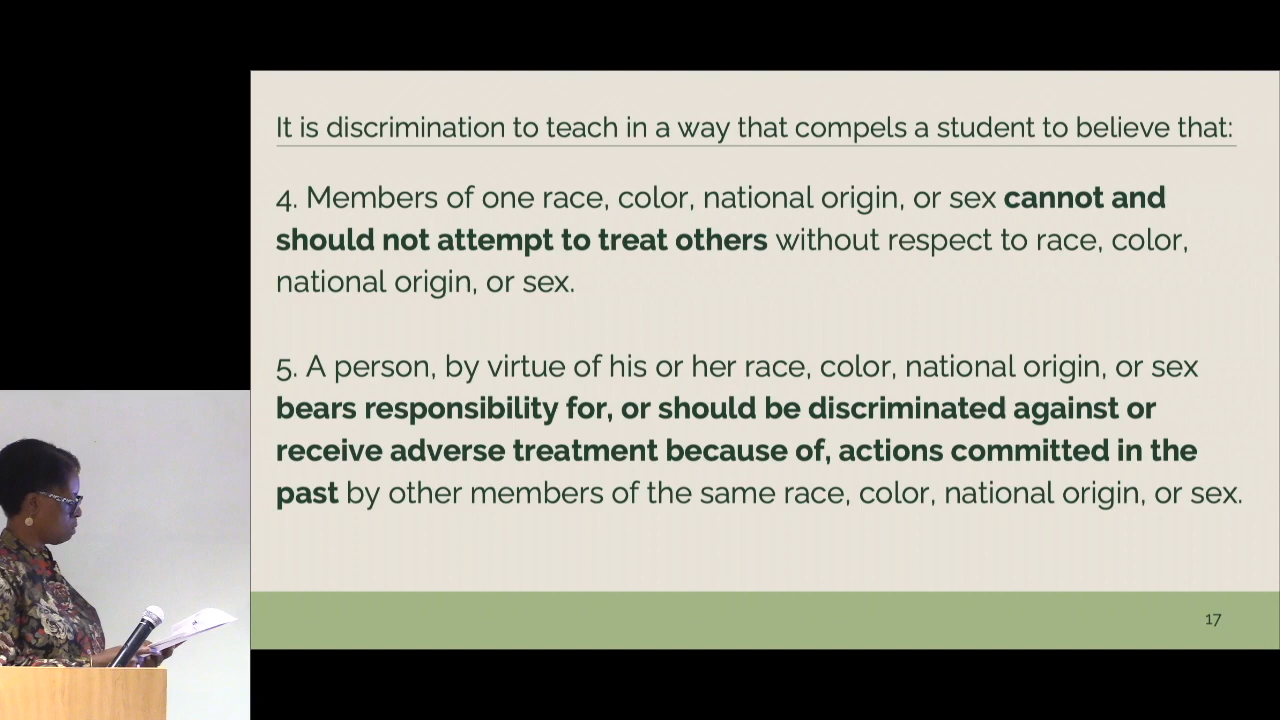 It is discrimination to teach in a way that compels a student to believe that:
4. Members of one race, color, national origin, or sex cannot and
should not attempt to treat others without respect to race, color,
national origin, or sex.
5. A person, by virtue of his or her race, color, national origin, or sex
bears responsibility for, or should be discriminated against or
receive adverse treatment because of, actions committed in the
past by other members of the same race, color, national origin, or sex.
17